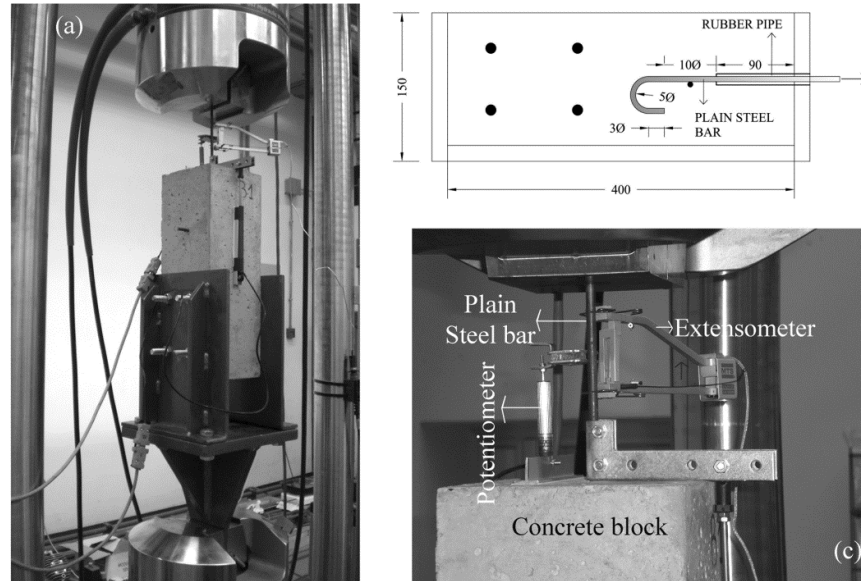 (a)
RUBBER PIPE
10Ø
90
150
5Ø
PLAIN STEEL
BAR
3Ø
400
Plain
Steel bar
Extensometer
Potentiometer
Concrete block
(c)